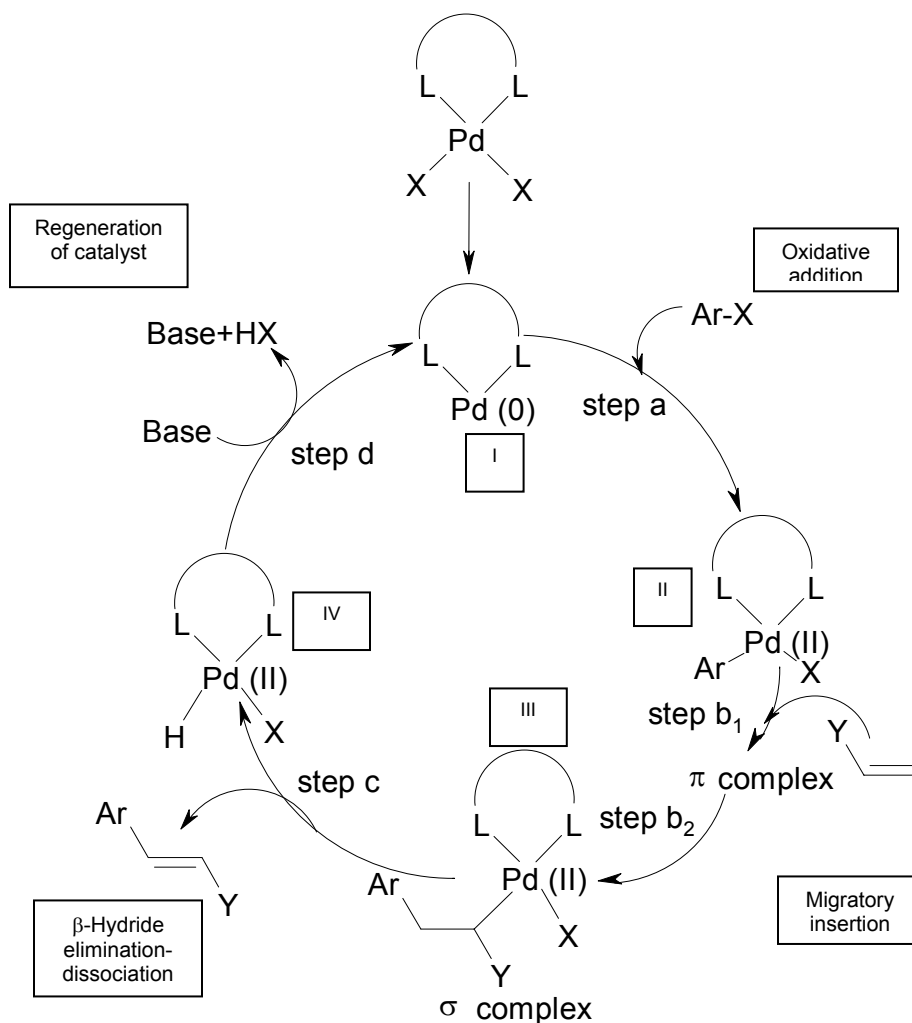 L L
Pd
X X
Regeneration
of catalyst
Oxidative
addition
Ar-X
Base+HX
L L
Pd (0)
step a
Base
step d
I
L L
II
Pd (II)
Ar X
IV
L L
Pd (II)
H X
step b₁
Y
π complex
III
step c
L L
step b₂
Ar
Pd (II)
X
Y
σ complex
Ar
Y
β-Hydride
elimination-
dissociation
Migratory
insertion